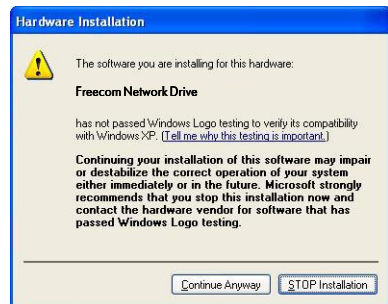 Hardware Installation
The software you are installing for this hardware:
Freecom Network Drive
has not passed Windows Logo testing to verify its compatibility
with Windows XP. (Tell me why this testing is important.)
Continuing your installation of this software may impair
or destabilize the correct operation of your system
either immediately or in the future. Microsoft strongly
recommends that you stop this installation now and
contact the hardware vendor for software that has
passed Windows Logo testing.
Continue Anyway STOP Installation